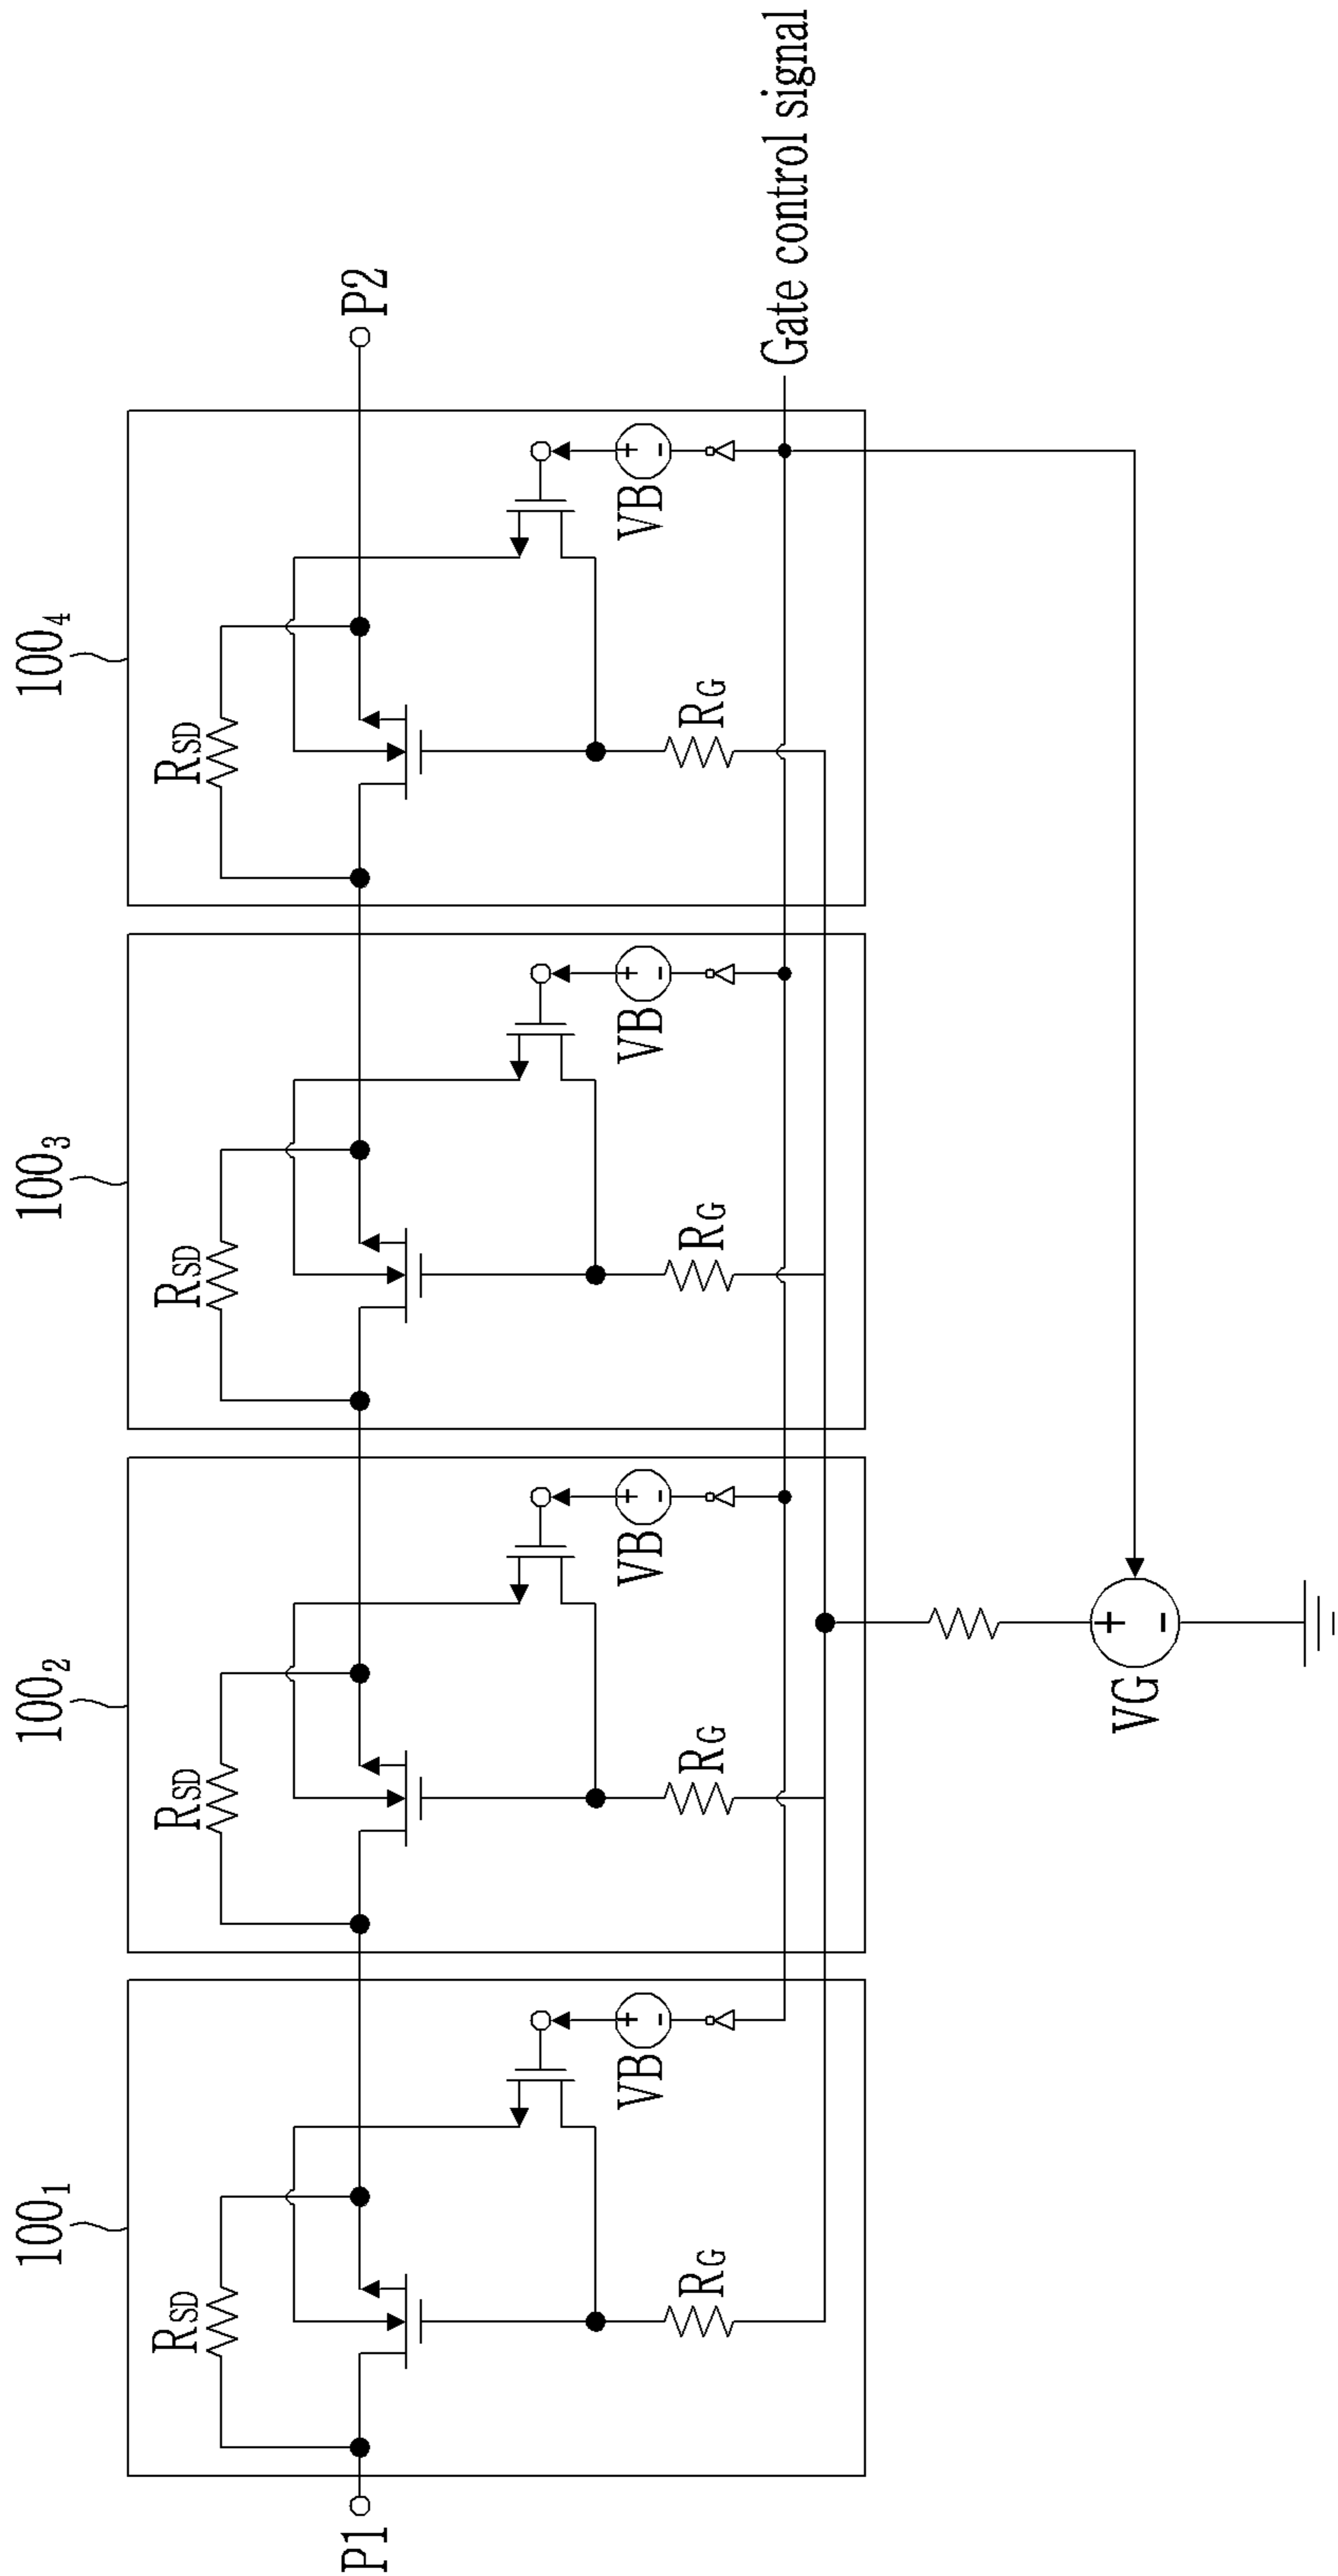 100₁
100₂
100₃
100₄
R_SD
R_SD
R_SD
R_SD
P1
P2
VB
+
-
VB
+
-
VB
+
-
VB
+
-
R_G
R_G
R_G
R_G
Gate control signal
VG
+
-